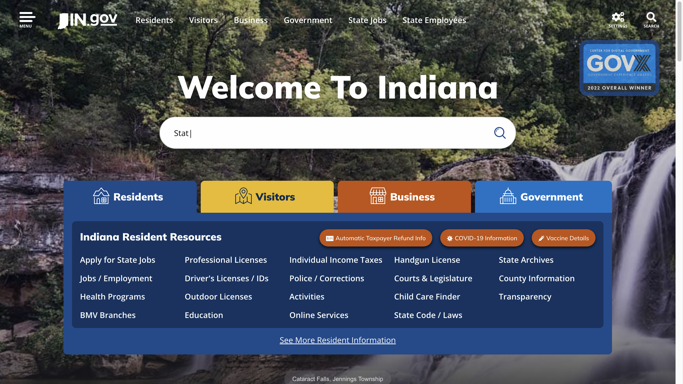 MENU
IN.gov
Residents
Visitors
Business
Government
State Jobs
State Employees
SETTINGS
SEARCH
CENTER FOR DIGITAL GOVERNMENT
GOVX
2022 OVERALL WINNER
Welcome To Indiana
Stat
Residents
Visitors
Business
Government
Indiana Resident Resources
Automatic Taxpayer Refund Info
COVID-19 Information
Vaccine Details
Apply for State Jobs
Professional Licenses
Individual Income Taxes
Handgun License
State Archives
Jobs / Employment
Driver's Licenses / IDs
Police / Corrections
Courts & Legislature
County Information
Health Programs
Outdoor Licenses
Activities
Child Care Finder
Transparency
BMV Branches
Education
Online Services
State Code / Laws
See More Resident Information
Cataract Falls, Jennings Township